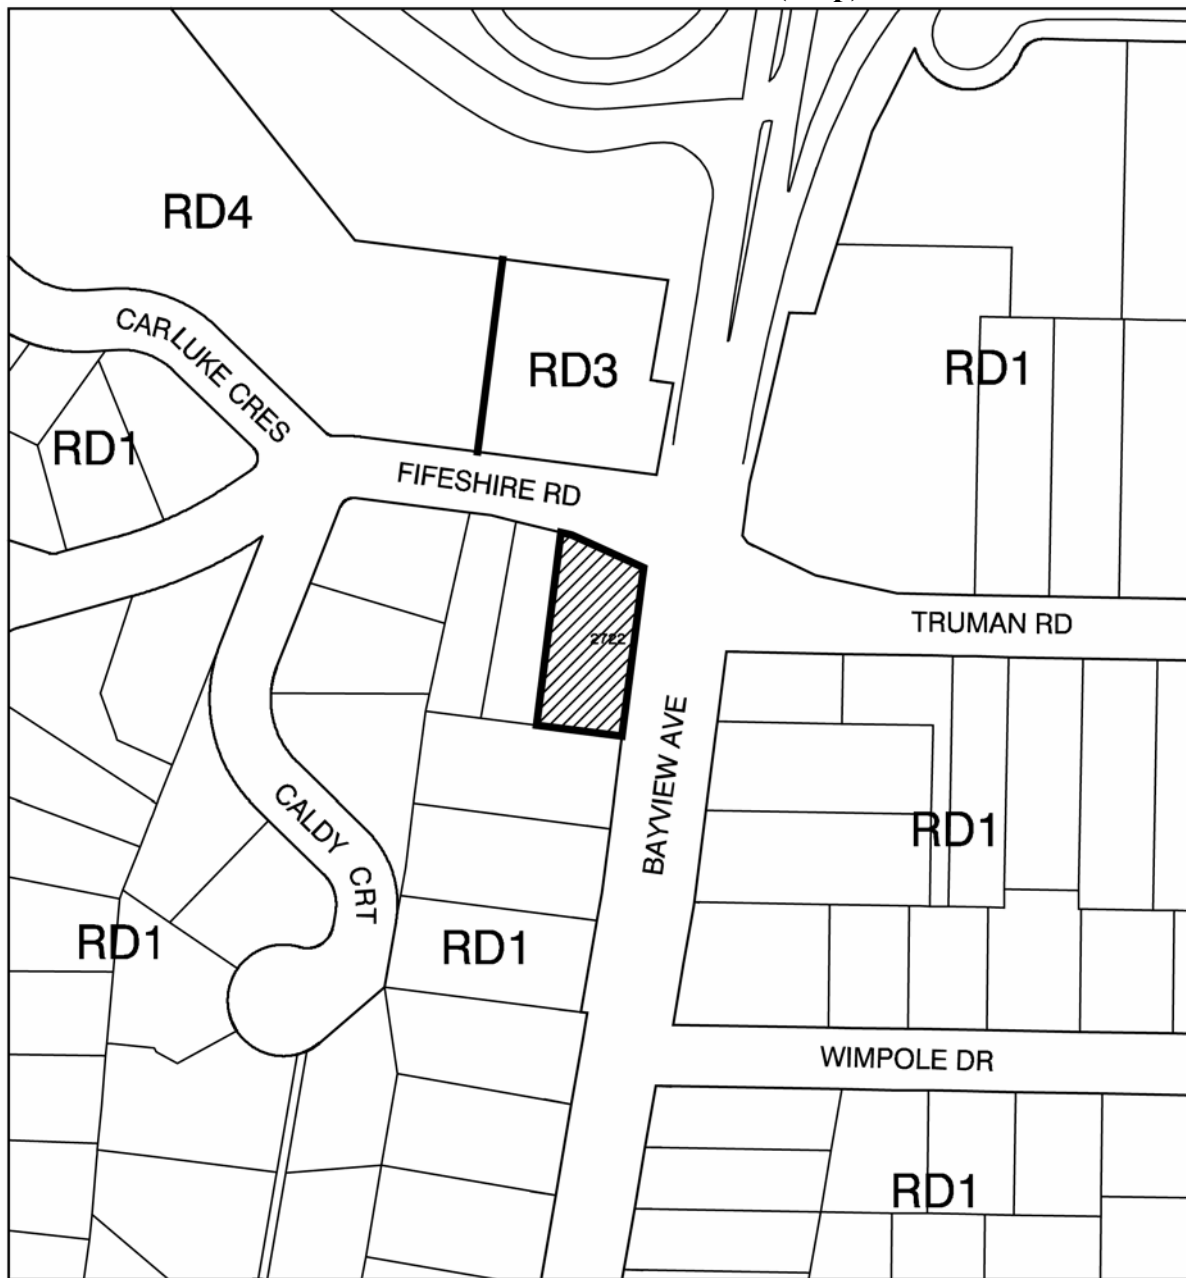 RD4
CARLUKE CRES
RD3
RD1
RD1
FIFESHIRE RD
2722
TRUMAN RD
BAYVIEW AVE
CALDY CRT
RD1
RD1
RD1
WIMPOLE DR
RD1